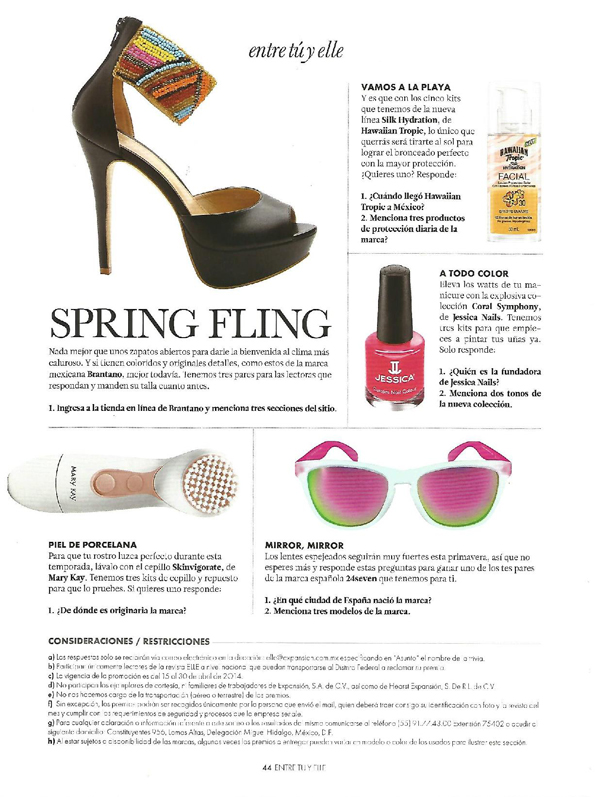 entre tú y elle
VAMOS A LA PLAYA
Y es que con los cinco kits
que tenemos de la nueva
línea Silk Hydration, de
Hawaiian Tropic, lo único que
querrás será tirarte al sol para
lograr el bronceado perfecto
con la mayor protección.
¿Quieres uno? Responde:
1. ¿Cuándo llegó Hawaiian
Tropic a México?
2. Menciona tres productos
de protección diaria de la
marca?
HAWAIIAN
Tropic
HYDRATION
FACIAL
30
A TODO COLOR
Eleva los watts de tu ma-
nicure con la explosiva co-
lección Coral Symphony,
de Jessica Nails. Tenemos
tres kits para que empie-
ces a pintar tus uñas ya.
Solo responde:
1. ¿Quién es la fundadora
de Jessica Nails?
2. Menciona dos tonos de
la nueva colección.
JESSICA
SPRING FLING
Nada mejor que unos zapatos abiertos para darle la bienvenida al clima más
caluroso. Y si tienen coloridos y originales detalles, como estos de la marca
mexicana Brantano, mejor todavía. Tenemos tres pares para las lectoras que
respondan y manden su talla cuanto antes.
1. Ingresa a la tienda en línea de Brantano y menciona tres secciones del sitio.
MARY KAY
PIEL DE PORCELANA
Para que tu rostro luzca perfecto durante esta
temporada, lávalo con el cepillo Skinvigorate, de
Mary Kay. Tenemos tres kits de cepillo y repuesto
para que lo pruebes. Si quieres uno responde:
1. ¿De dónde es originaria la marca?
MIRROR, MIRROR
Los lentes espejeados seguirán muy fuertes esta primavera, así que no
esperes más y responde estas preguntas para ganar uno de los tes pares
de la marca española 24seven que tenemos para ti.
1. ¿En qué ciudad de España nació la marca?
2. Menciona tres modelos de la marca.
CONSIDERACIONES / RESTRICCIONES
a) Las respuestas solo se recibirán vía correo electrónico en la dirección: elle@expansion.com.mx especificando en "Asunto" el nombre de la trivia.
b) Participarán solamente lectores de la revista ELLE a nivel nacional que puedan transportarse al Distrito Federal a reclamar su premio.
c) La vigencia de la promoción es del 15 al 30 de abril de 2014.
d) No participan los ejemplares de cortesía, ni familiares de trabajadores de Expansión, S.A. de C.V., así como de Hearst Expansión, S. De R.L. de C.V.
e) No nos hacemos cargo de la transportación (aérea o terrestre) de los premios.
f) Sin excepción, los premios podrán ser recogidos únicamente por la persona que envió el mail, quien deberá traer consigo su identificación con foto y la revista del
mes y cumplir con los requerimientos de seguridad y procesos que la empresa señale.
g) Para cualquier aclaración o información referente a este sorteo o a los resultados del mismo comunicarse al teléfono (55) 91.77.43.00 extensión 75402 o acudir al
siguiente domicilio: Constituyentes 956, Lomas Altas, Delegación Miguel Hidalgo, México, D.F.
h) Al estar sujetos a disponibilidad de las marcas, algunas veces los premios a entregar pueden variar en modelo o color de los usados para ilustrar esta sección.
44 ENTRE TÚ Y ELLE